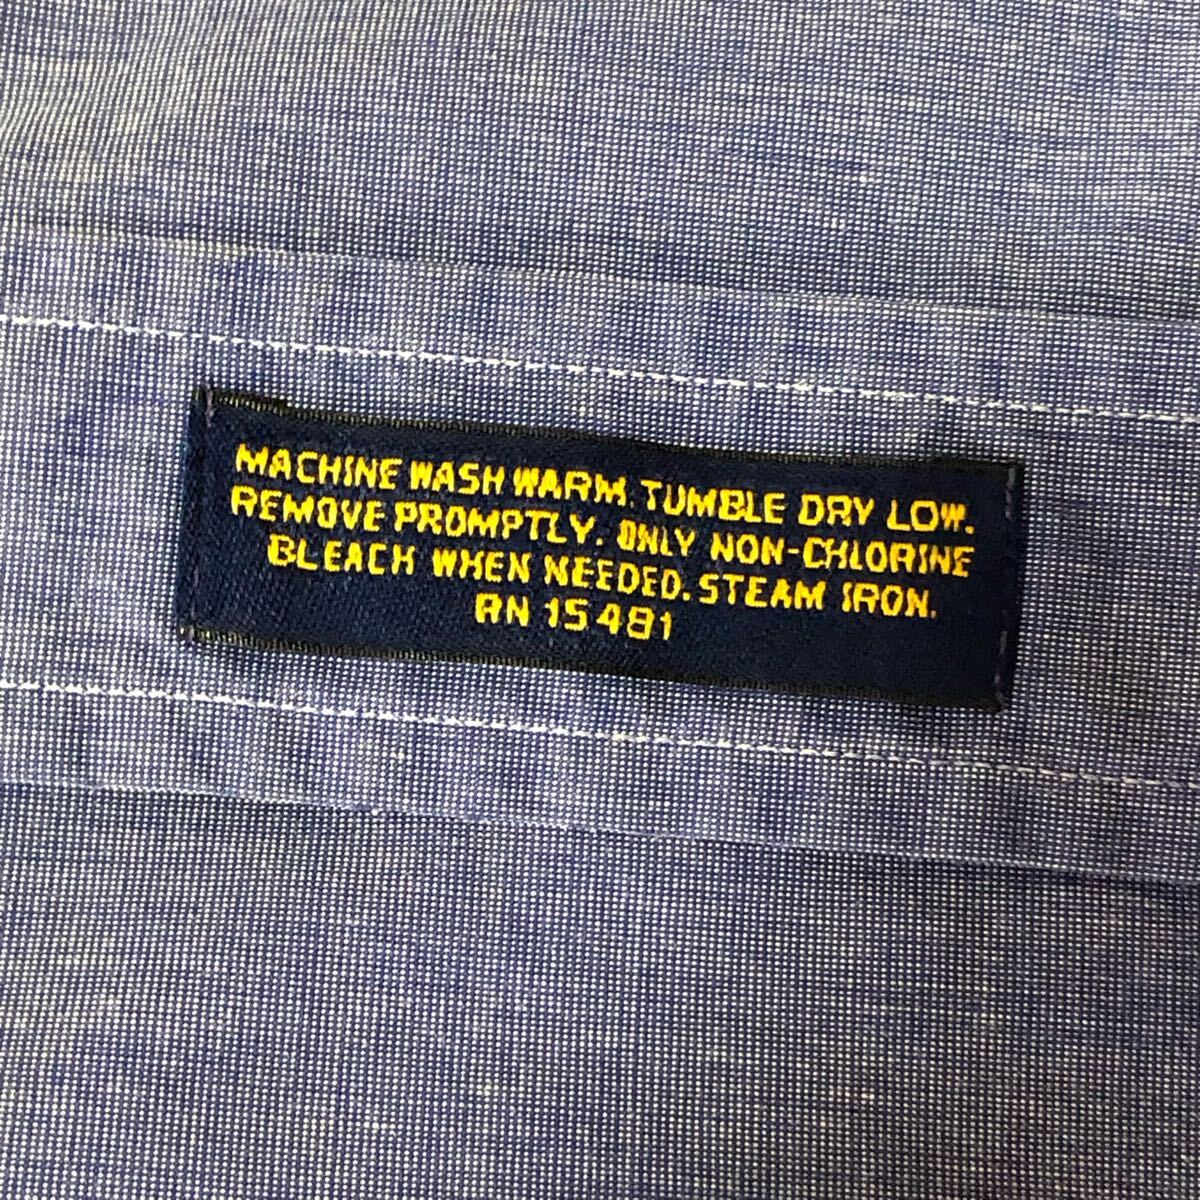 MACHINE WASH WARM. TUMBLE DRY LOW.
REMOVE PROMPTLY. ONLY NON-CHLORINE
BLEACH WHEN NEEDED. STEAM IRON.
RN 15481